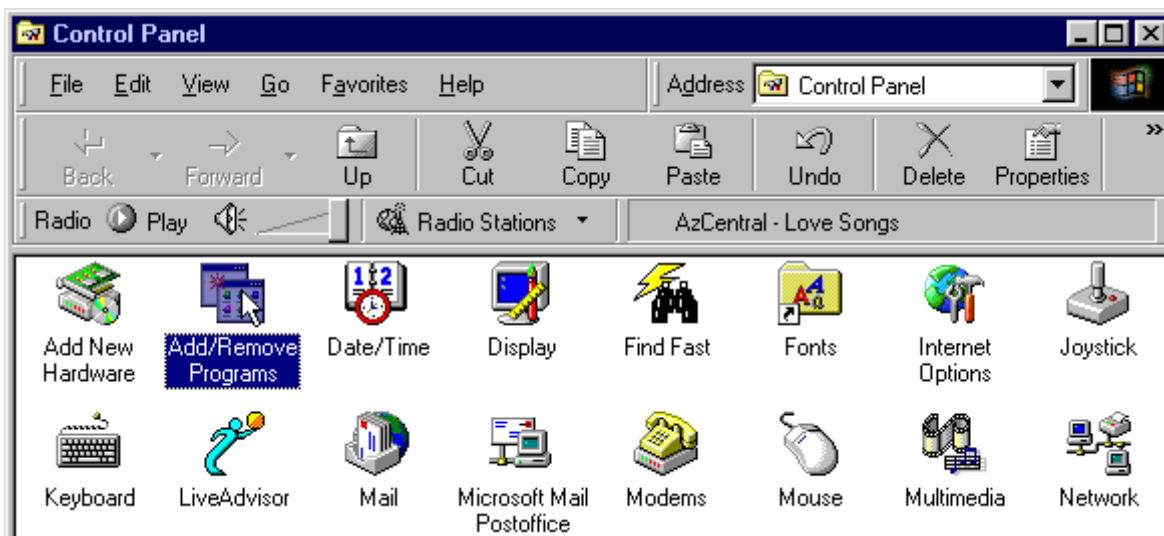 Control Panel
File Edit View Go Favorites Help Address Control Panel
Back Forward Up Cut Copy Paste Undo Delete Properties »
Radio Play Radio Stations AzCentral - Love Songs
Add New Hardware
Add/Remove Programs
Date/Time
Display
Find Fast
Fonts
Internet Options
Joystick
Keyboard
LiveAdvisor
Mail
Microsoft Mail Postoffice
Modems
Mouse
Multimedia
Network